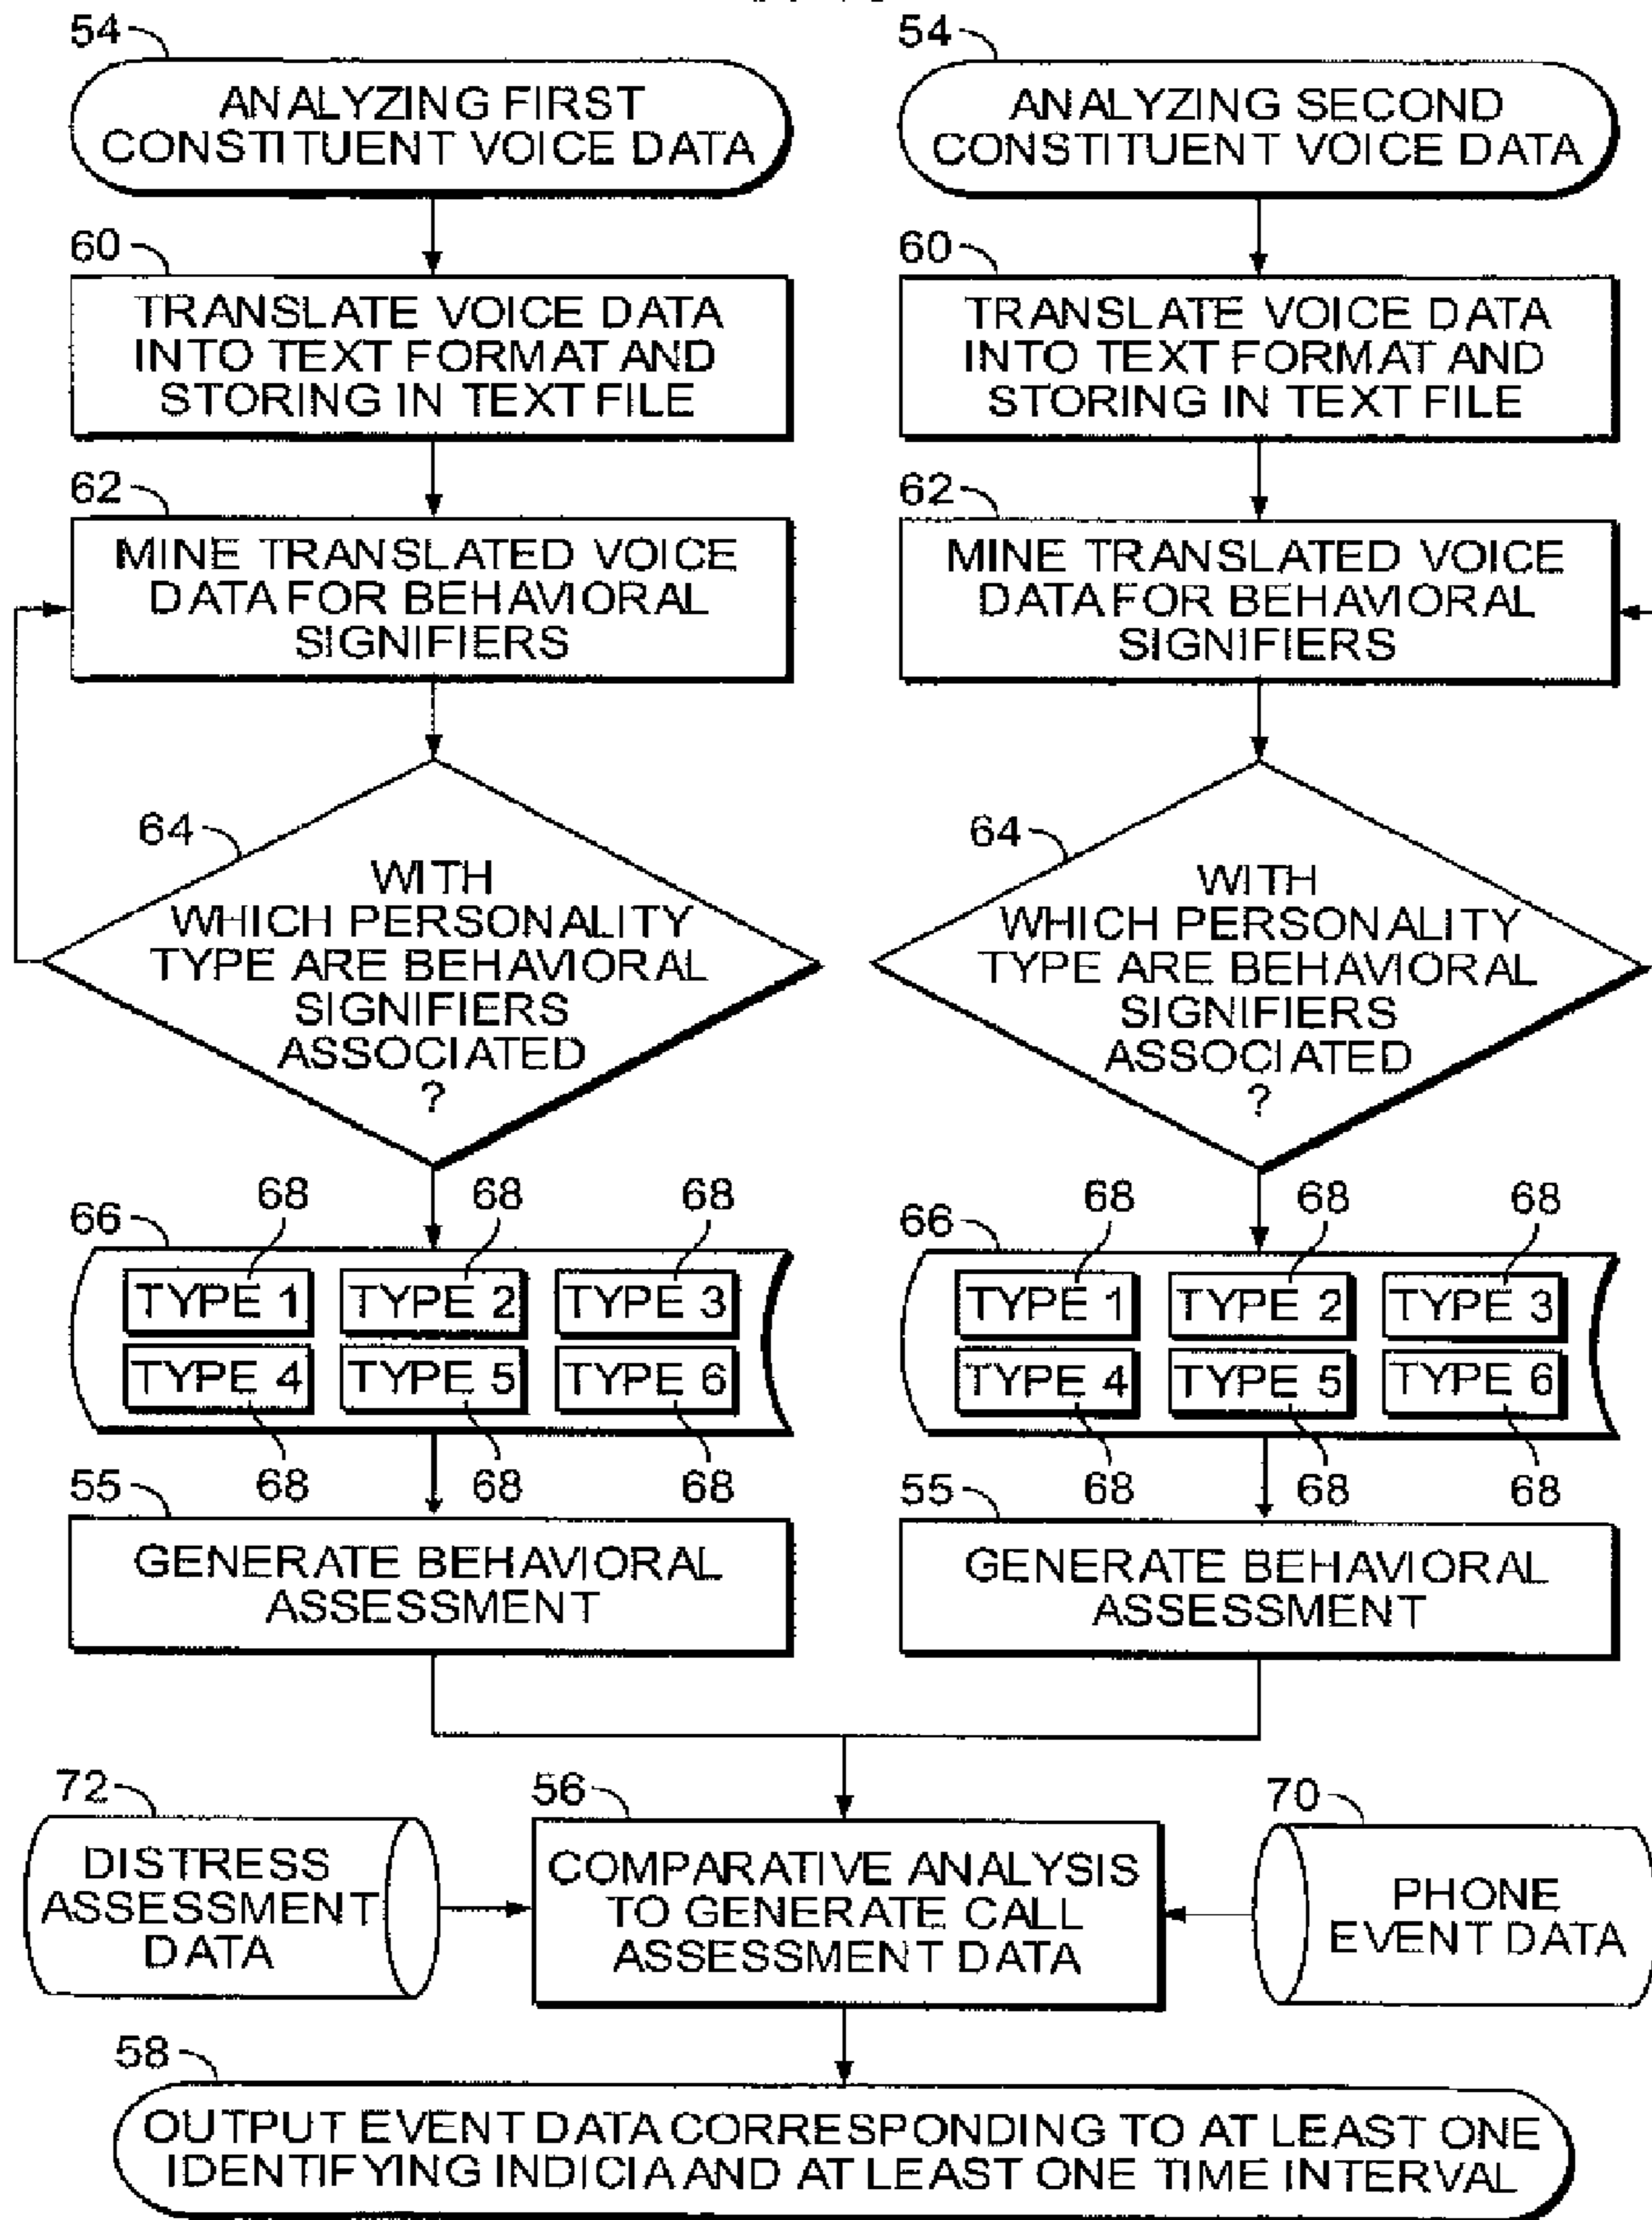 54
ANALYZING FIRST
CONSTITUENT VOICE DATA
60
TRANSLATE VOICE DATA
INTO TEXT FORMAT AND
STORING IN TEXT FILE
62
MINE TRANSLATED VOICE
DATA FOR BEHAVIORAL
SIGNIFIERS
64
WITH
WHICH PERSONALITY
TYPE ARE BEHAVIORAL
SIGNIFIERS
ASSOCIATED
?
66
68 68 68
TYPE 1 TYPE 2 TYPE 3
TYPE 4 TYPE 5 TYPE 6
68 68 68
55
GENERATE BEHAVIORAL
ASSESSMENT
54
ANALYZING SECOND
CONSTITUENT VOICE DATA
60
TRANSLATE VOICE DATA
INTO TEXT FORMAT AND
STORING IN TEXT FILE
62
MINE TRANSLATED VOICE
DATA FOR BEHAVIORAL
SIGNIFIERS
64
WITH
WHICH PERSONALITY
TYPE ARE BEHAVIORAL
SIGNIFIERS
ASSOCIATED
?
66
68 68 68
TYPE 1 TYPE 2 TYPE 3
TYPE 4 TYPE 5 TYPE 6
68 68 68
55
GENERATE BEHAVIORAL
ASSESSMENT
72
DISTRESS
ASSESSMENT
DATA
56
COMPARATIVE ANALYSIS
TO GENERATE CALL
ASSESSMENT DATA
70
PHONE
EVENT DATA
58
OUTPUT EVENT DATA CORRESPONDING TO AT LEAST ONE
IDENTIFYING INDICIA AND AT LEAST ONE TIME INTERVAL